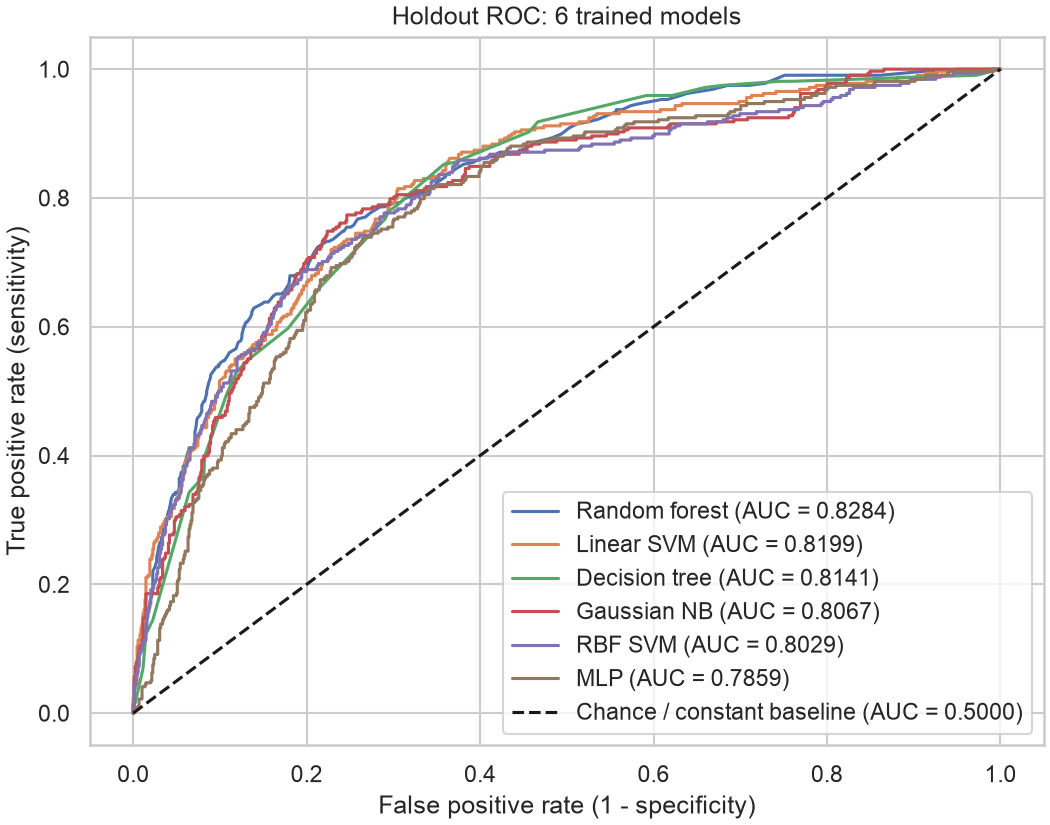 Holdout ROC: 6 trained models
True positive rate (sensitivity)
1.0
0.8
0.6
0.4
0.2
0.0
Random forest (AUC = 0.8284)
Linear SVM (AUC = 0.8199)
Decision tree (AUC = 0.8141)
Gaussian NB (AUC = 0.8067)
RBF SVM (AUC = 0.8029)
MLP (AUC = 0.7859)
Chance / constant baseline (AUC = 0.5000)
0.0 0.2 0.4 0.6 0.8 1.0
False positive rate (1 - specificity)